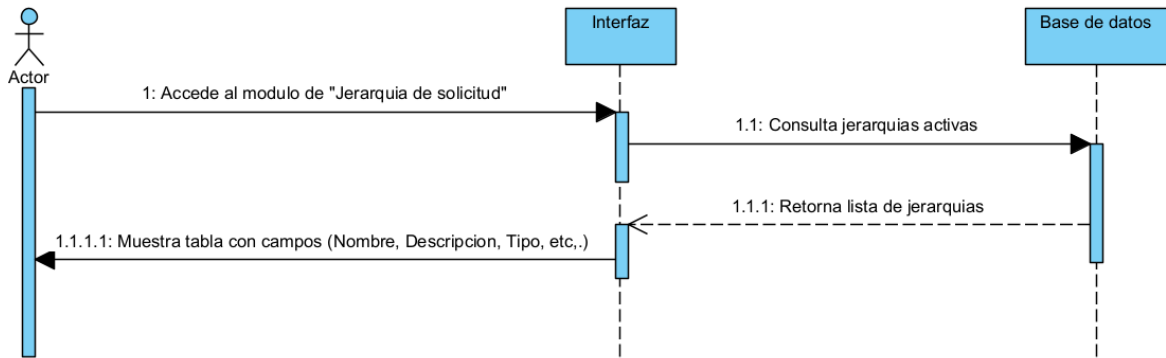 Interfaz
Base de datos
Actor
1: Accede al modulo de "Jerarquia de solicitud"
1.1: Consulta jerarquias activas
1.1.1: Retorna lista de jerarquias
1.1.1.1: Muestra tabla con campos (Nombre, Descripcion, Tipo, etc,.)